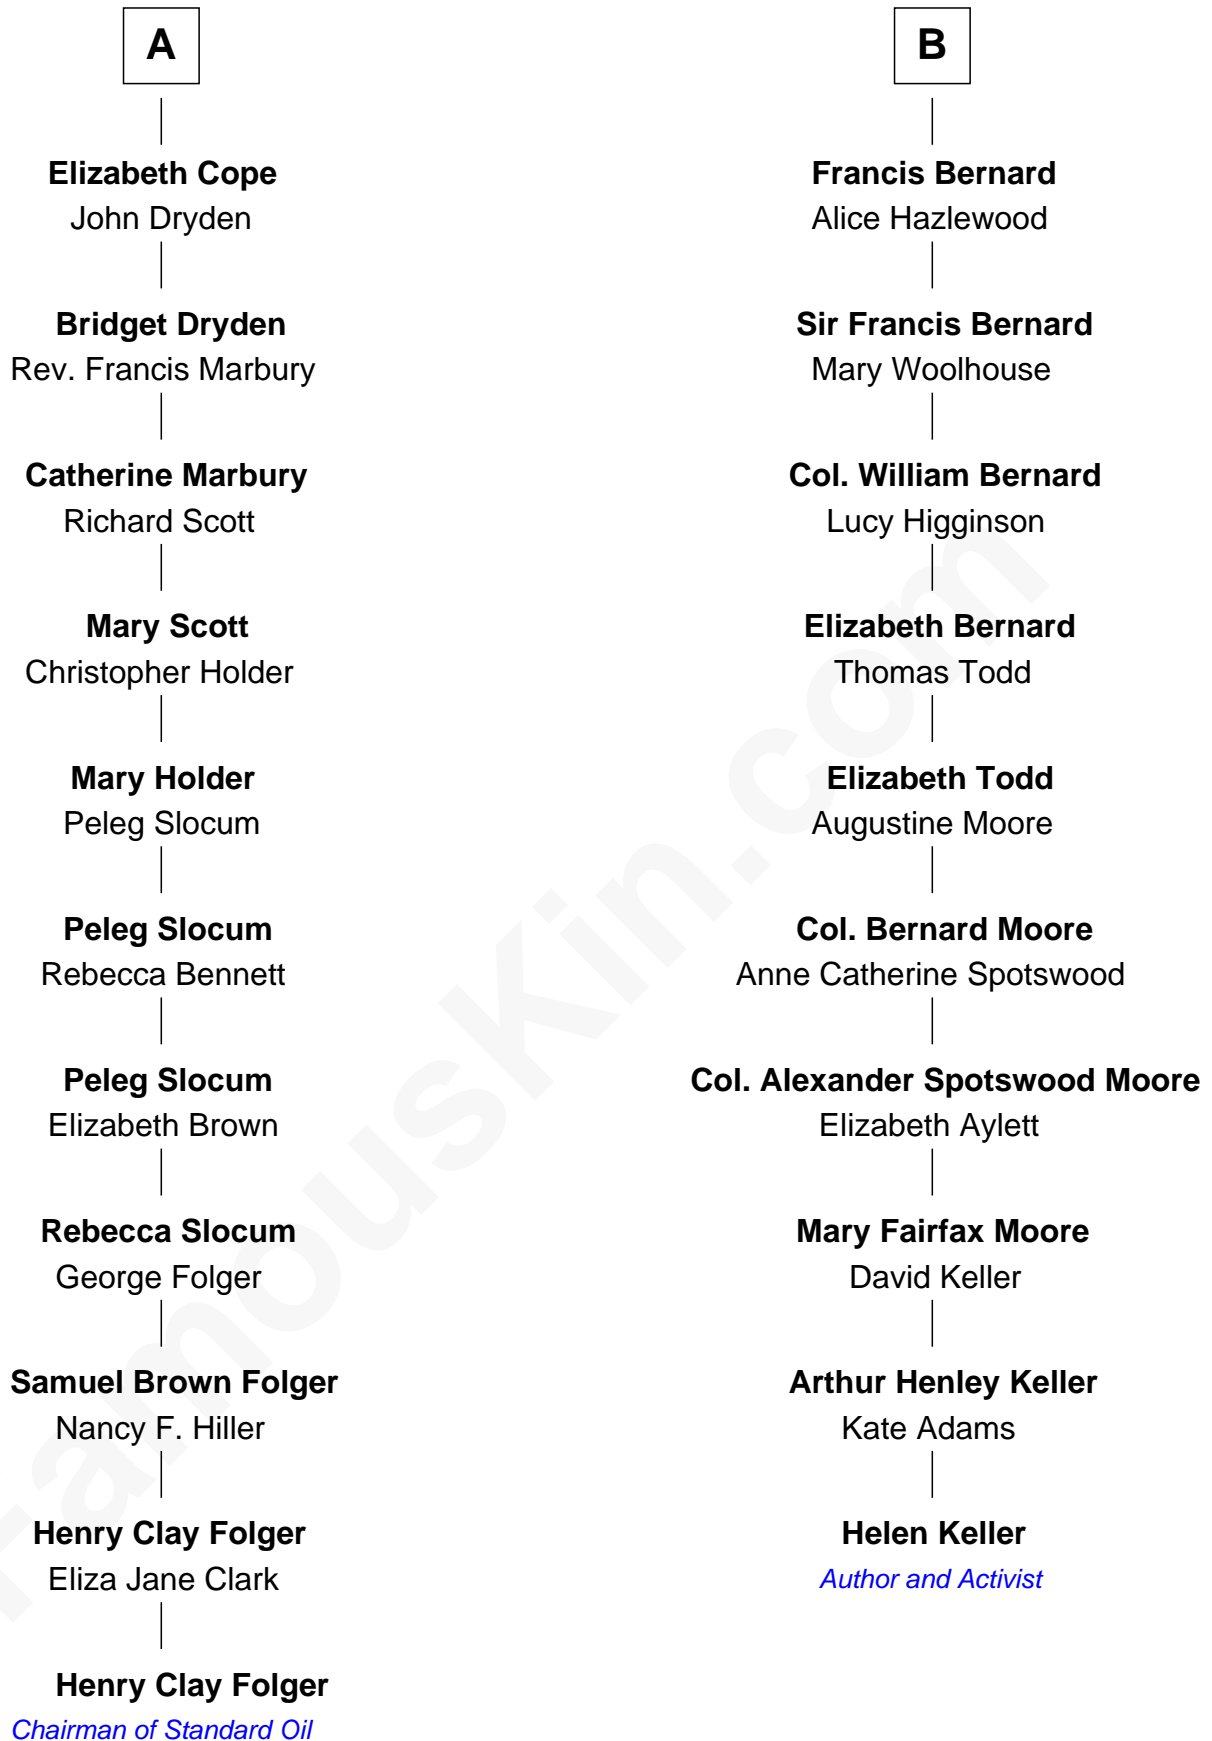 A
Elizabeth Cope
John Dryden
Bridget Dryden
Rev. Francis Marbury
Catherine Marbury
Richard Scott
Mary Scott
Christopher Holder
Mary Holder
Peleg Slocum
Peleg Slocum
Rebecca Bennett
Peleg Slocum
Elizabeth Brown
Rebecca Slocum
George Folger
Samuel Brown Folger
Nancy F. Hiller
Henry Clay Folger
Eliza Jane Clark
Henry Clay Folger
Chairman of Standard Oil
B
Francis Bernard
Alice Hazlewood
Sir Francis Bernard
Mary Woolhouse
Col. William Bernard
Lucy Higginson
Elizabeth Bernard
Thomas Todd
Elizabeth Todd
Augustine Moore
Col. Bernard Moore
Anne Catherine Spotswood
Col. Alexander Spotswood Moore
Elizabeth Aylett
Mary Fairfax Moore
David Keller
Arthur Henley Keller
Kate Adams
Helen Keller
Author and Activist
FamousKin.com